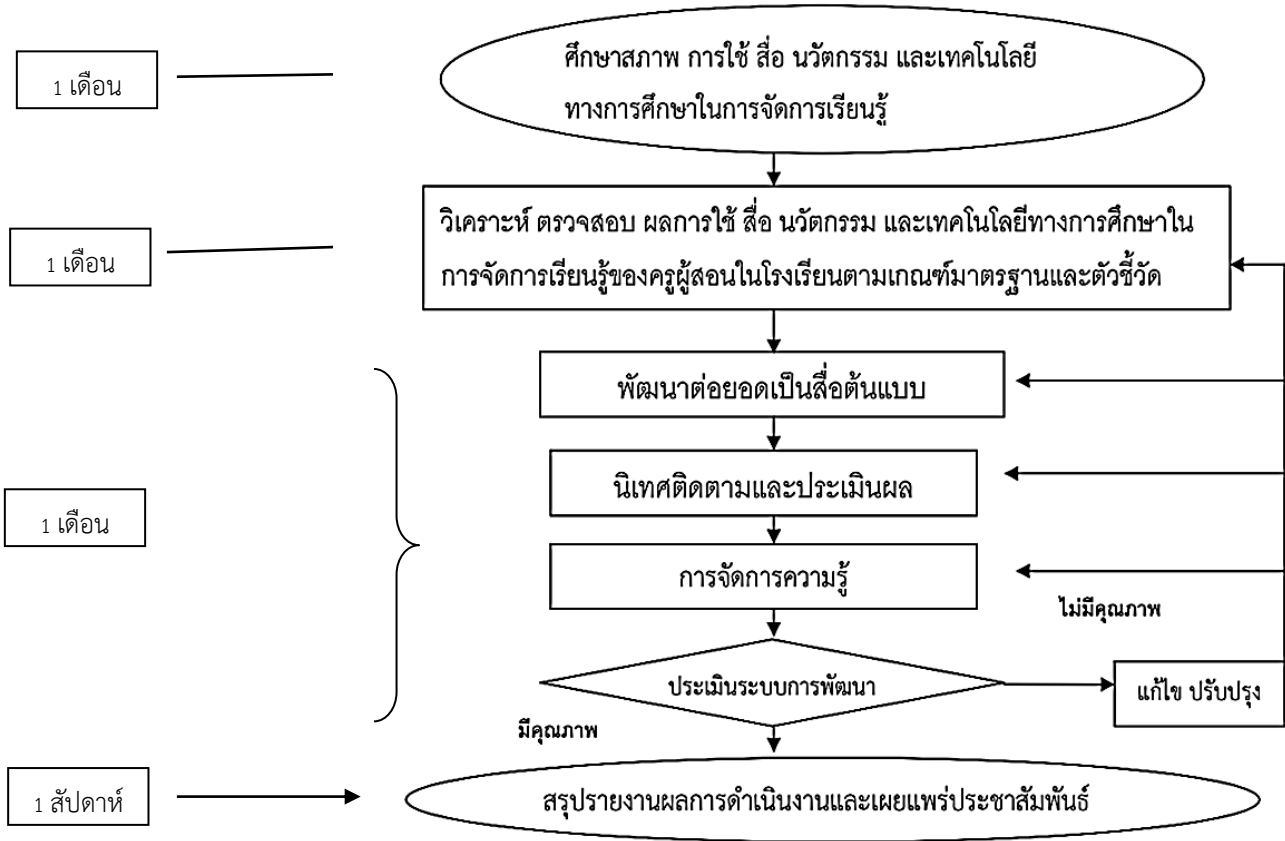 1 เดือน
ศึกษาสภาพ การใช้ สื่อ นวัตกรรม และเทคโนโลยี
ทางการศึกษาในการจัดการเรียนรู้
1 เดือน
วิเคราะห์ ตรวจสอบ ผลการใช้ สื่อ นวัตกรรม และเทคโนโลยีทางการศึกษาใน
การจัดการเรียนรู้ของครูผู้สอนในโรงเรียนตามเกณฑ์มาตรฐานและตัวชี้วัด
พัฒนาต่อยอดเป็นสื่อต้นแบบ
นิเทศติดตามและประเมินผล
1 เดือน
การจัดการความรู้
ไม่มีคุณภาพ
ประเมินระบบการพัฒนา
แก้ไข ปรับปรุง
มีคุณภาพ
1 สัปดาห์
สรุปรายงานผลการดำเนินงานและเผยแพร่ประชาสัมพันธ์